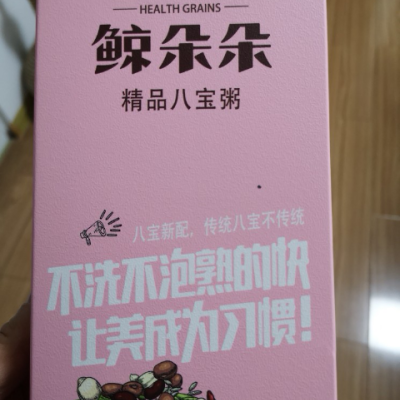 HEALTH GRAINS
鲸朵朵
精品八宝粥
八宝新配，传统八宝不传统
不洗不泡熟的快
让美成为习惯！